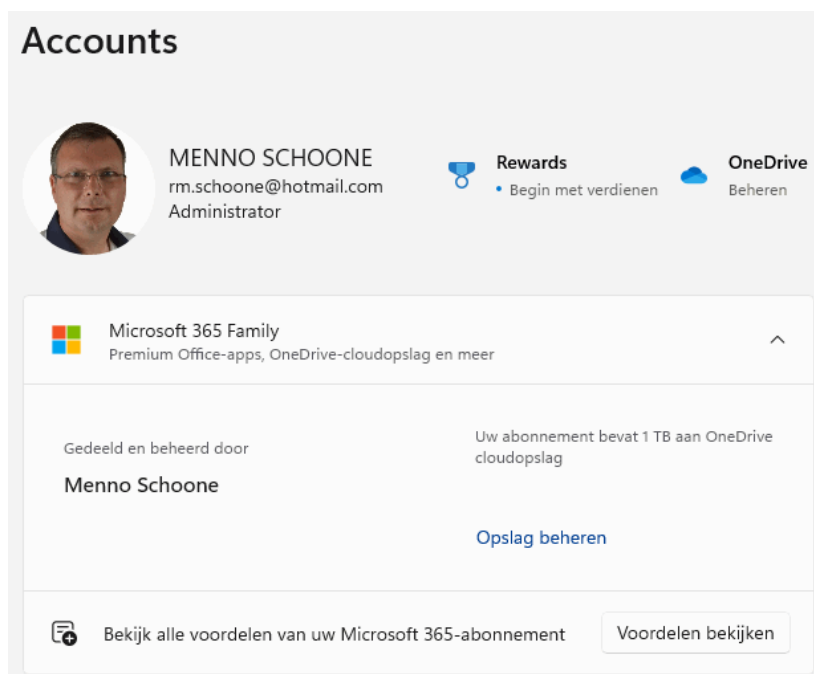 Accounts
MENNO SCHOONE
rm.schoone@hotmail.com
Administrator
Rewards
• Begin met verdienen
OneDrive
Beheren
Microsoft 365 Family
Premium Office-apps, OneDrive-cloudopslag en meer
Gedeeld en beheerd door
Menno Schoone
Uw abonnement bevat 1 TB aan OneDrive
cloudopslag
Opslag beheren
Bekijk alle voordelen van uw Microsoft 365-abonnement
Voordelen bekijken